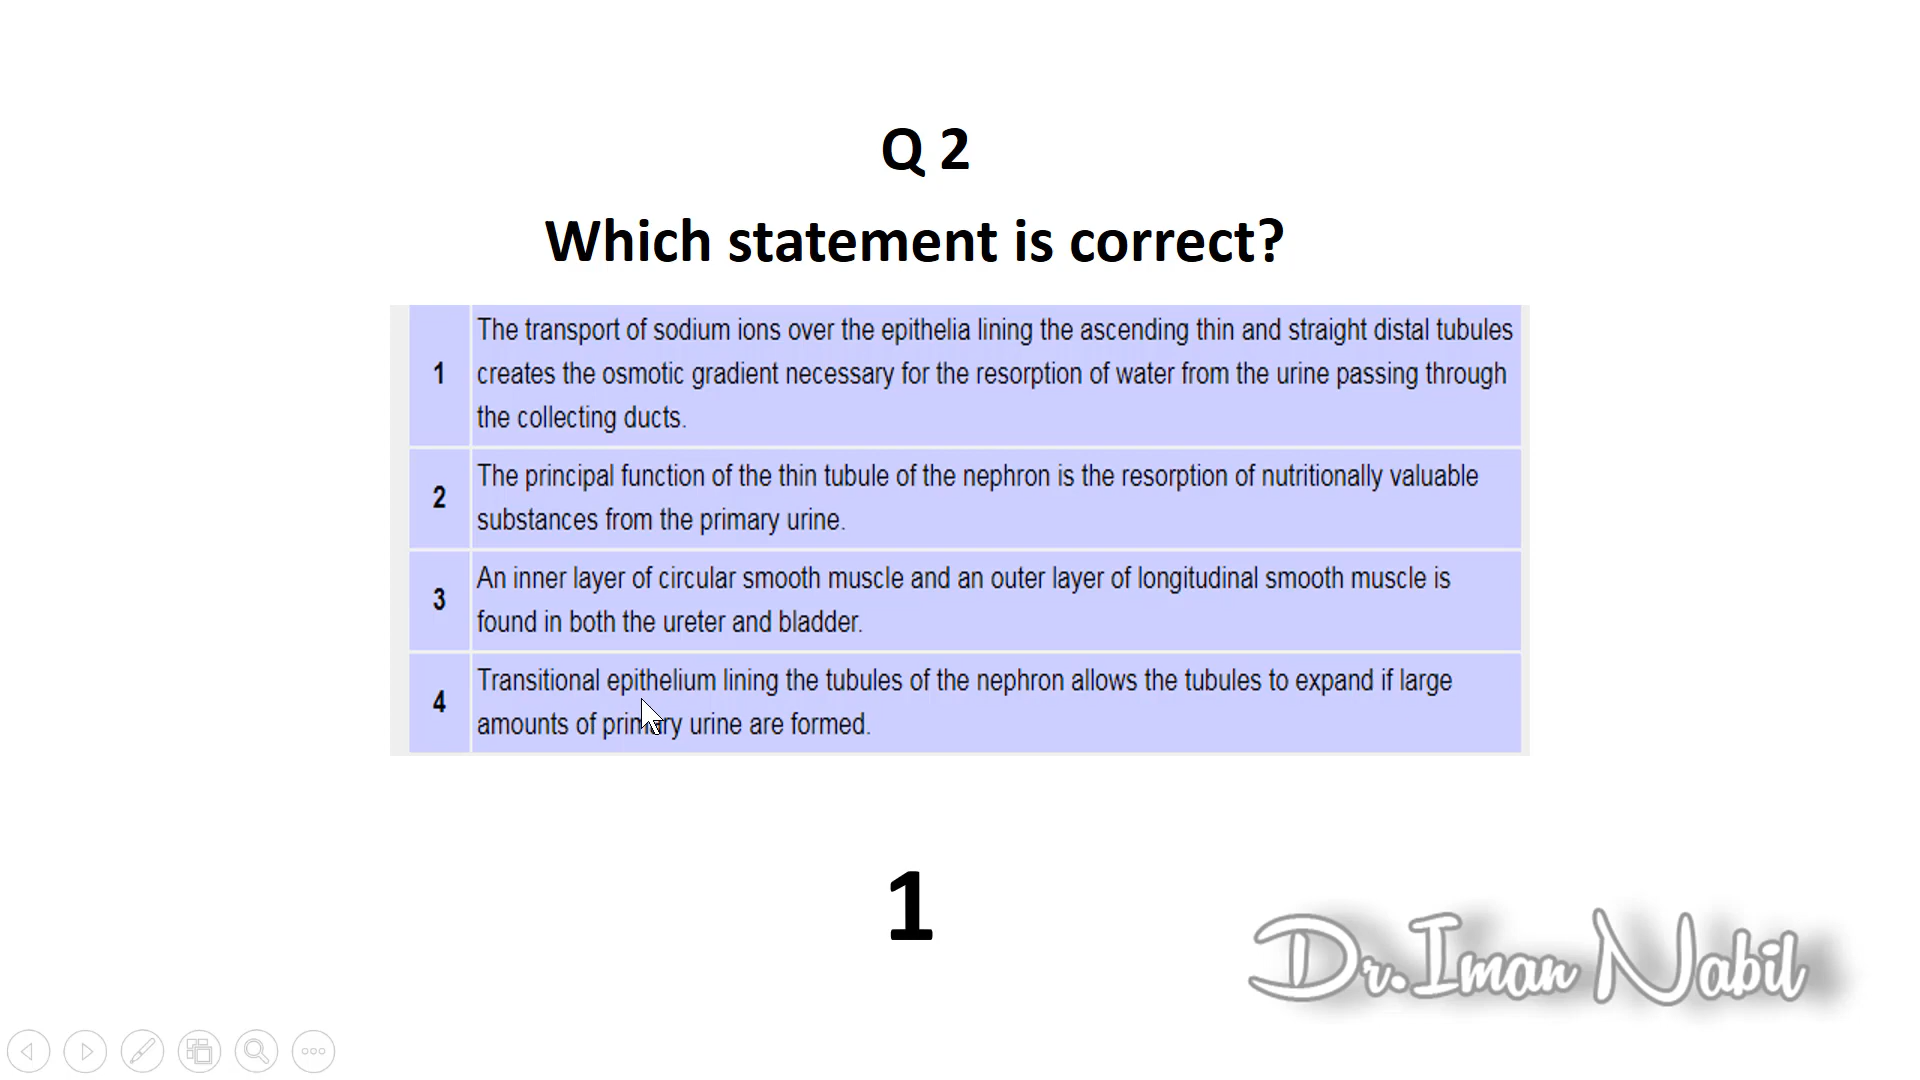 Q 2
Which statement is correct?
1
The transport of sodium ions over the epithelia lining the ascending thin and straight distal tubules
creates the osmotic gradient necessary for the resorption of water from the urine passing through
the collecting ducts.
2
The principal function of the thin tubule of the nephron is the resorption of nutritionally valuable
substances from the primary urine.
3
An inner layer of circular smooth muscle and an outer layer of longitudinal smooth muscle is
found in both the ureter and bladder.
4
Transitional epithelium lining the tubules of the nephron allows the tubules to expand if large
amounts of primary urine are formed.
1
Dr.Iman Nabil